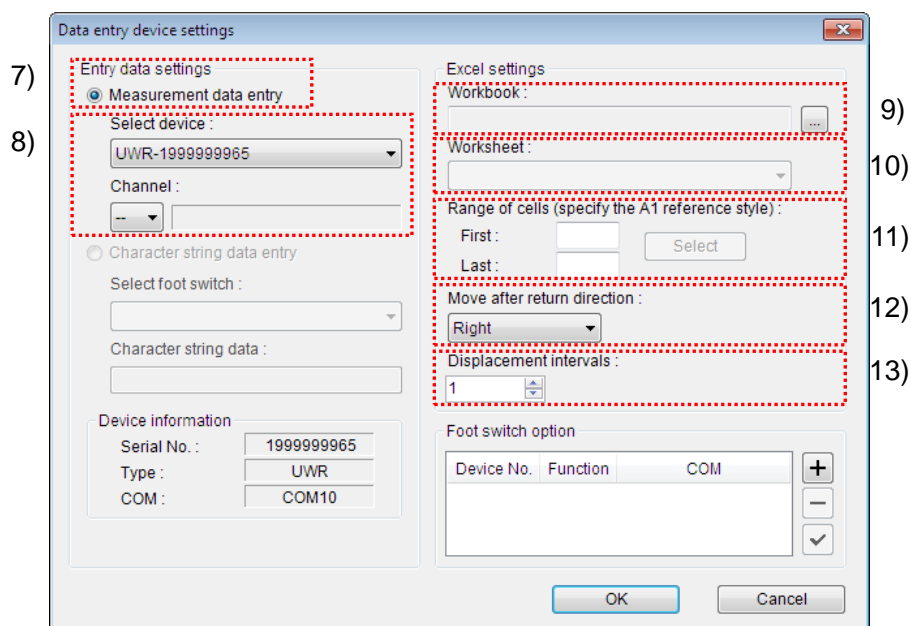 Data entry device settings
7)
Entry data settings
Measurement data entry
8)
Select device :
UWR-1999999965
Channel :
--
Character string data entry
Select foot switch :
Character string data :
Device information
Serial No. : 1999999965
Type : UWR
COM : COM10
Excel settings
Workbook :
...
9)
Worksheet :
10)
Range of cells (specify the A1 reference style) :
First :
Select
Last :
11)
Move after return direction :
Right
12)
Displacement intervals :
1
13)
Foot switch option
Device No. Function COM
OK Cancel